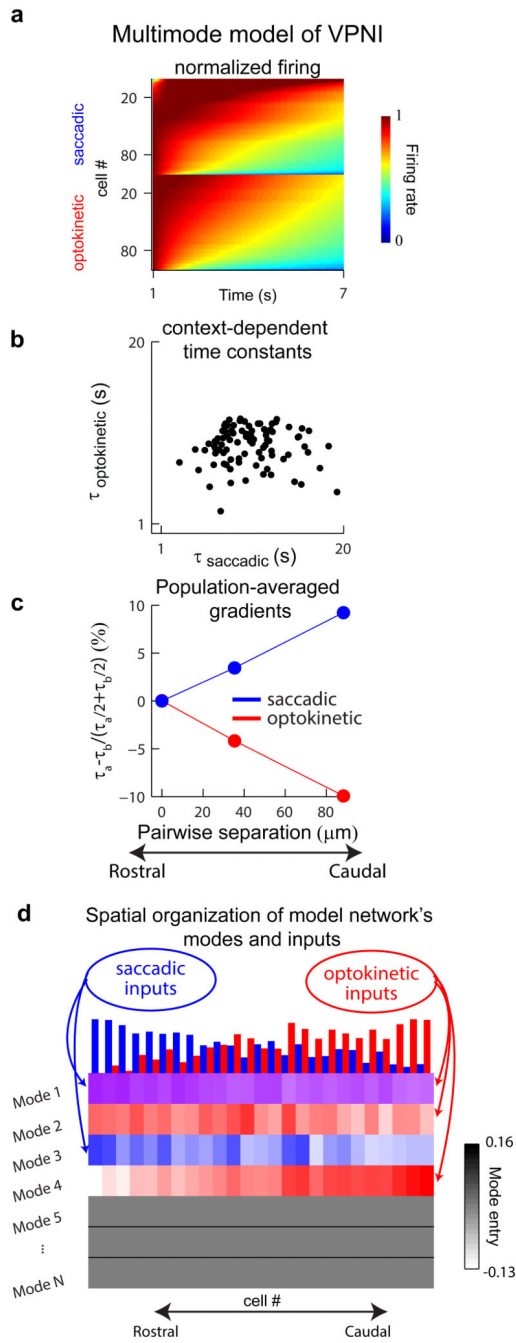 a
Multimode model of VPNI
normalized firing
saccadic
optokinetic
cell #
20
80
20
80
1
7
Time (s)
1
0
Firing rate
b
context-dependent
time constants
20
1
τ optokinetic (s)
1
20
τ saccadic (s)
c
Population-averaged
gradients
10
5
0
−5
−10
τa-τb/(τa/2+τb/2) (%)
saccadic
optokinetic
0 20 40 60 80
Pairwise separation (μm)
Rostral Caudal
d
Spatial organization of model network's
modes and inputs
saccadic
inputs
optokinetic
inputs
Mode 1
Mode 2
Mode 3
Mode 4
Mode 5
...
Mode N
0.16
-0.13
Mode entry
cell #
Rostral Caudal